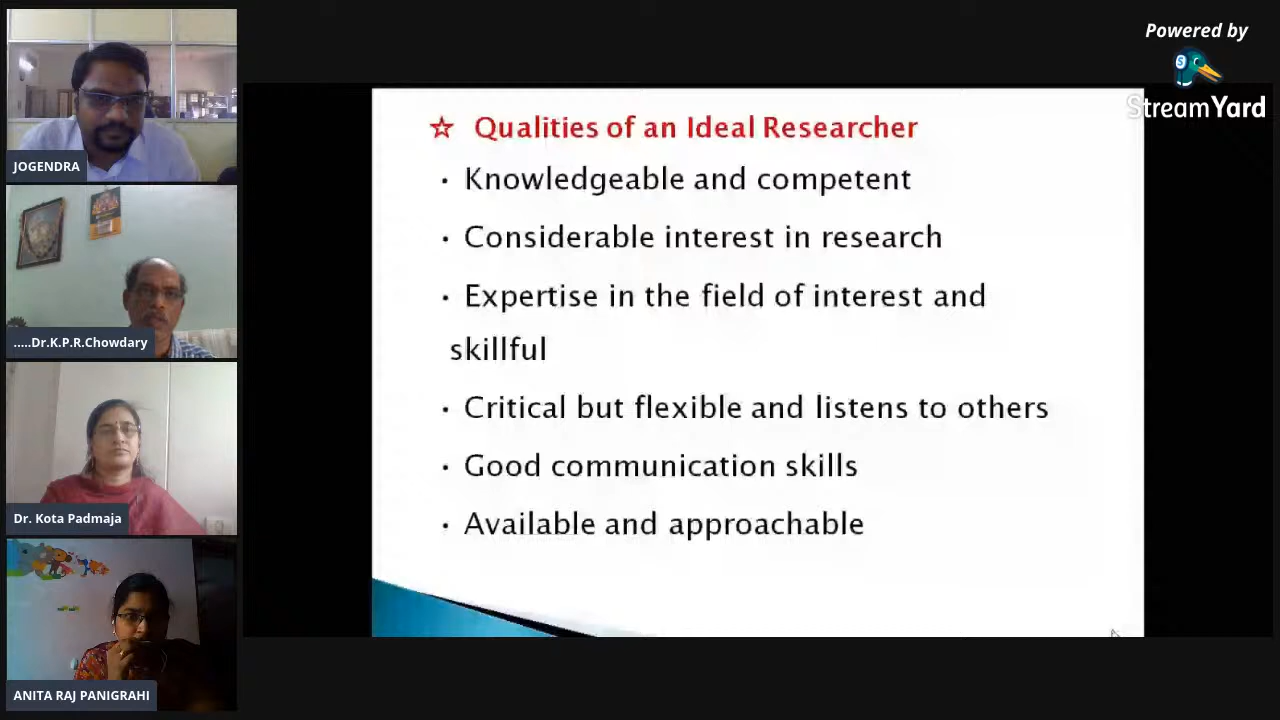 Powered by
StreamYard
☆ Qualities of an Ideal Researcher
• Knowledgeable and competent
• Considerable interest in research
• Expertise in the field of interest and
skillful
• Critical but flexible and listens to others
• Good communication skills
• Available and approachable
JOGENDRA
.....Dr.K.P.R.Chowdary
Dr. Kota Padmaja
ANITA RAJ PANIGRAHI